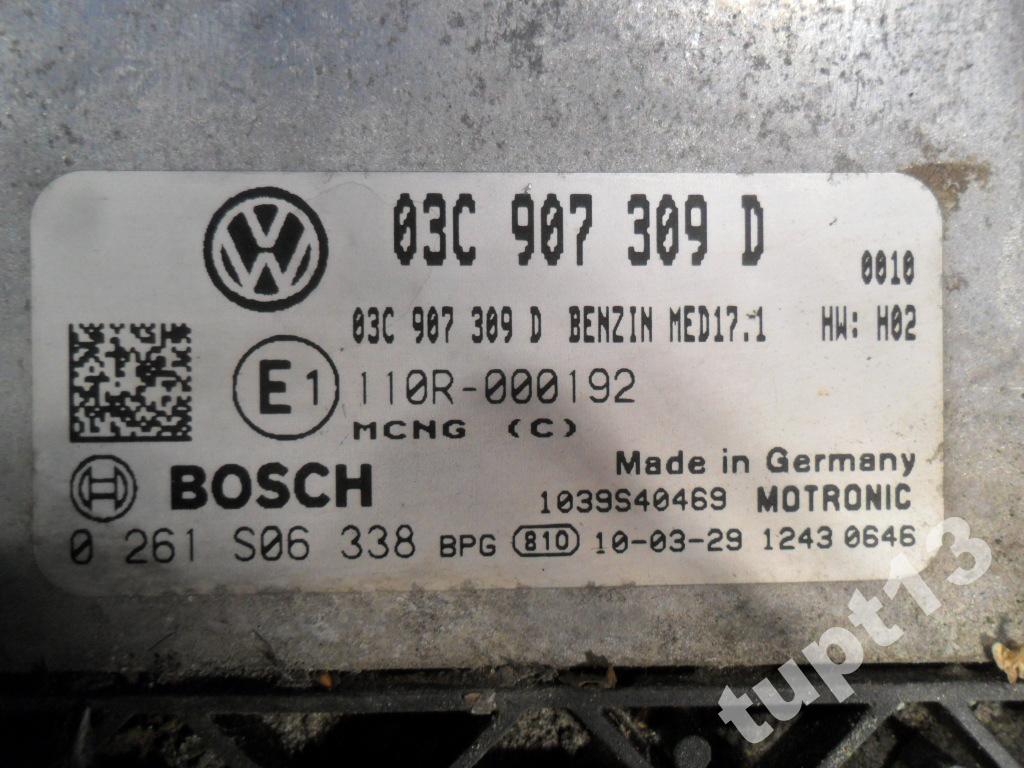 03C 907 309 D
0010
03C 907 309 D BENZIN MED17.1 HW: H02
E1 110R-000192
MCNG (C)
Made in Germany
BOSCH
1039S40469 MOTRONIC
0 261 S06 338 BPG 810 10-03-29 1243 0646
tupt13